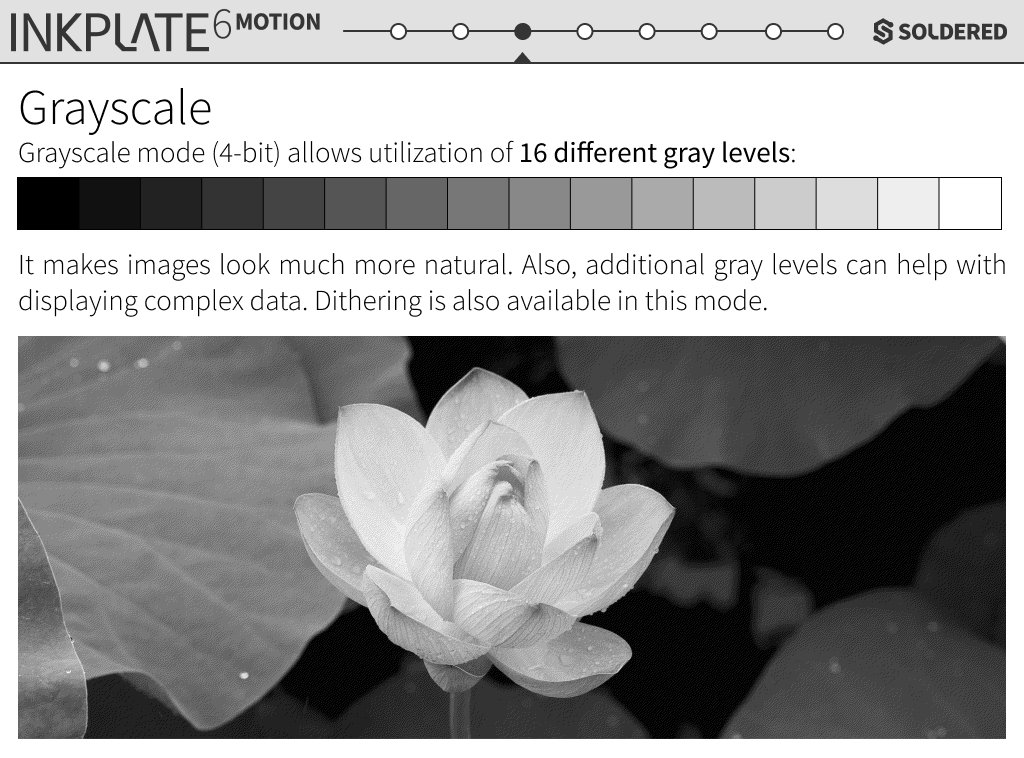 INKPLATE 6 MOTION
SOLDERED
Grayscale
Grayscale mode (4-bit) allows utilization of 16 different gray levels:
It makes images look much more natural. Also, additional gray levels can help with
displaying complex data. Dithering is also available in this mode.